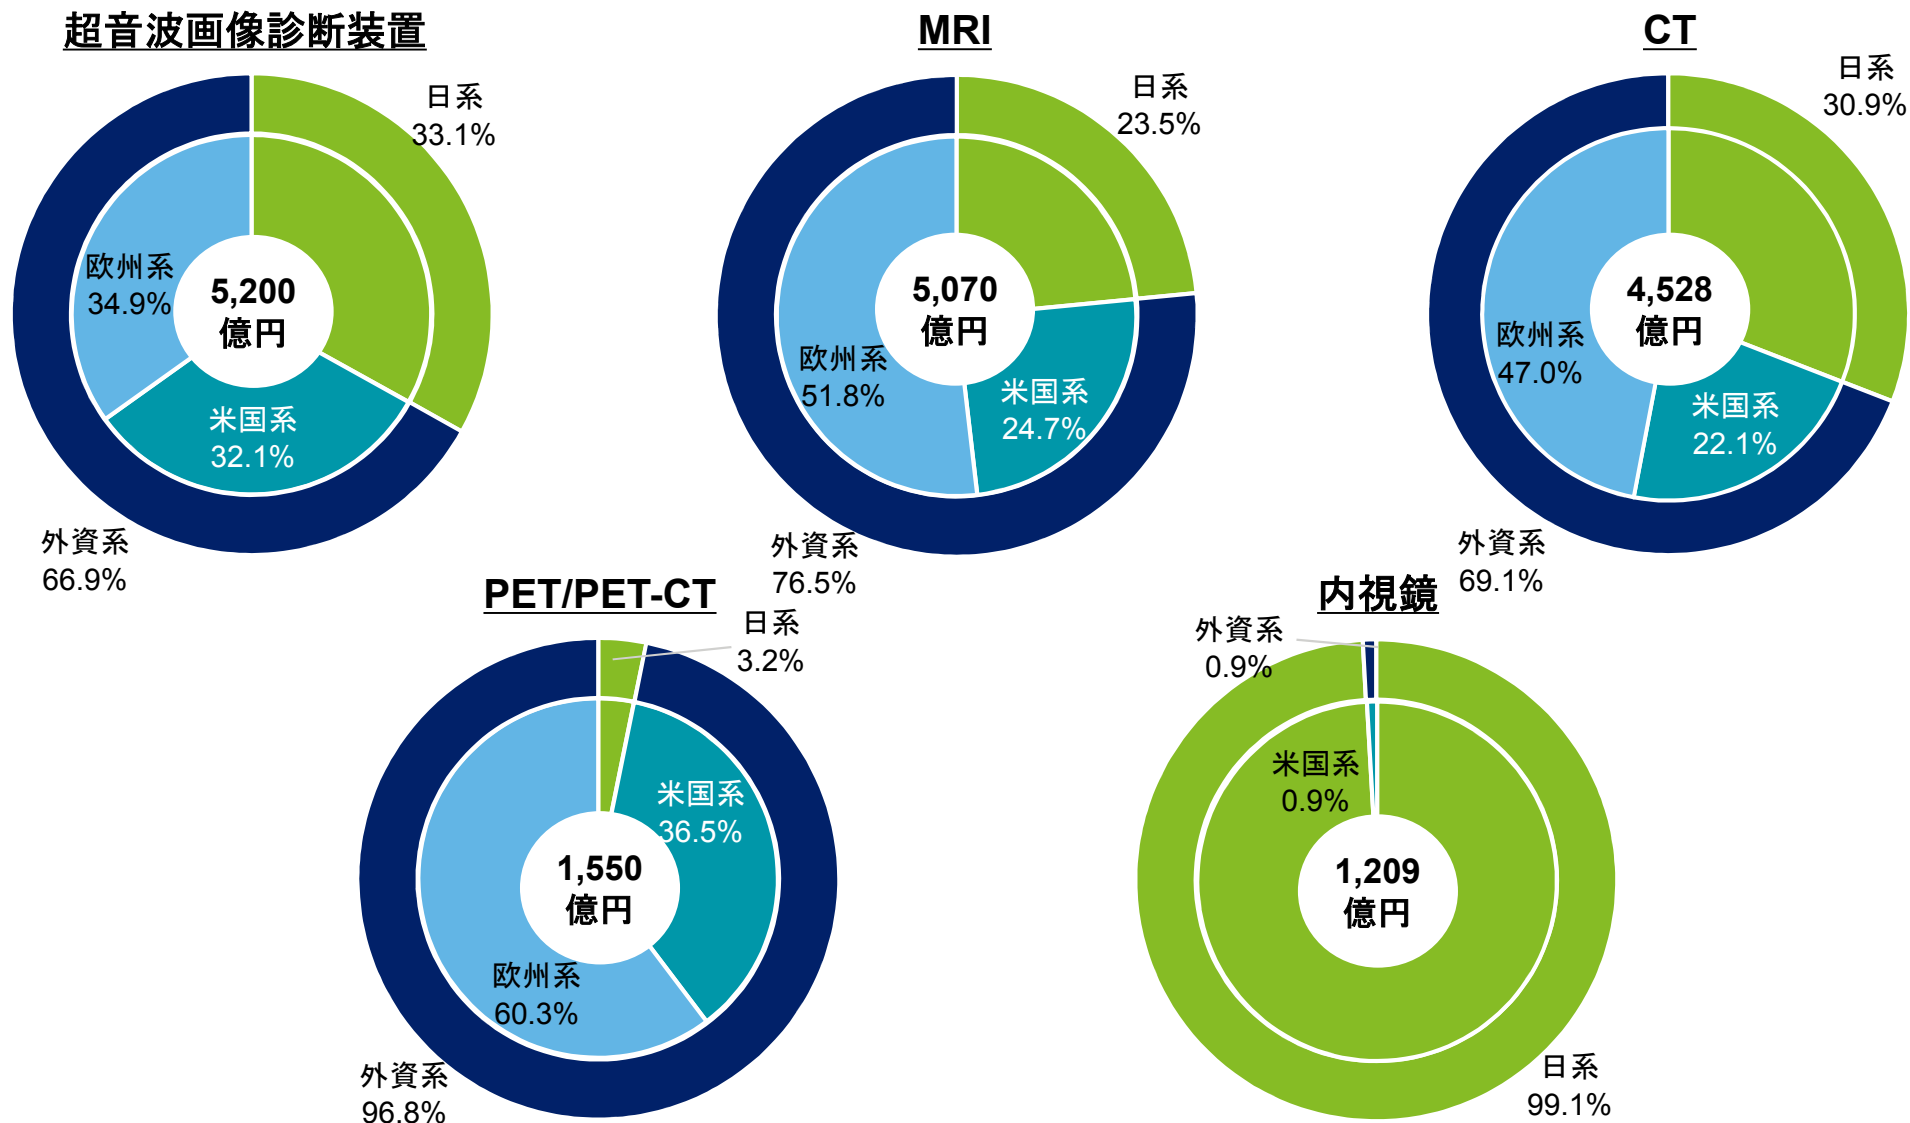 超音波画像診断装置
日系
33.1%
欧州系
34.9%
5,200
億円
米国系
32.1%
外資系
66.9%
MRI
日系
23.5%
5,070
億円
欧州系
51.8%
米国系
24.7%
外資系
76.5%
CT
日系
30.9%
4,528
億円
欧州系
47.0%
米国系
22.1%
外資系
69.1%
PET/PET-CT
日系
3.2%
米国系
36.5%
1,550
億円
欧州系
60.3%
外資系
96.8%
内視鏡
外資系
0.9%
米国系
0.9%
1,209
億円
日系
99.1%